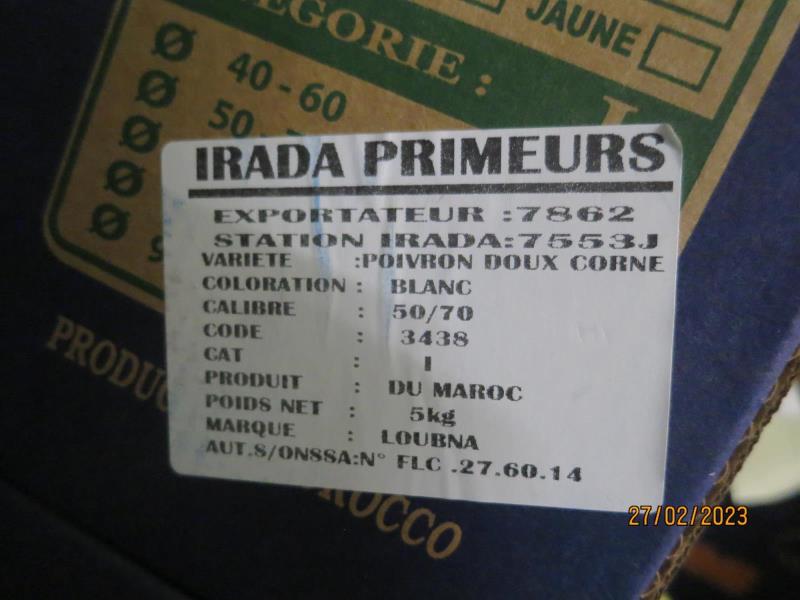 JAUNE
EGORIE :
40 - 60
50 -
IRADA PRIMEURS
EXPORTATEUR :7862
STATION IRADA:7553J
VARIETE :POIVRON DOUX CORNE
COLORATION : BLANC
CALIBRE : 50/70
CODE : 3438
CAT : I
PRODUIT : DU MAROC
POIDS NET : 5kg
MARQUE : LOUBNA
AUT.S/ONSSA:N° FLC .27.60.14
PRODUC
ROCCO
27/02/2023